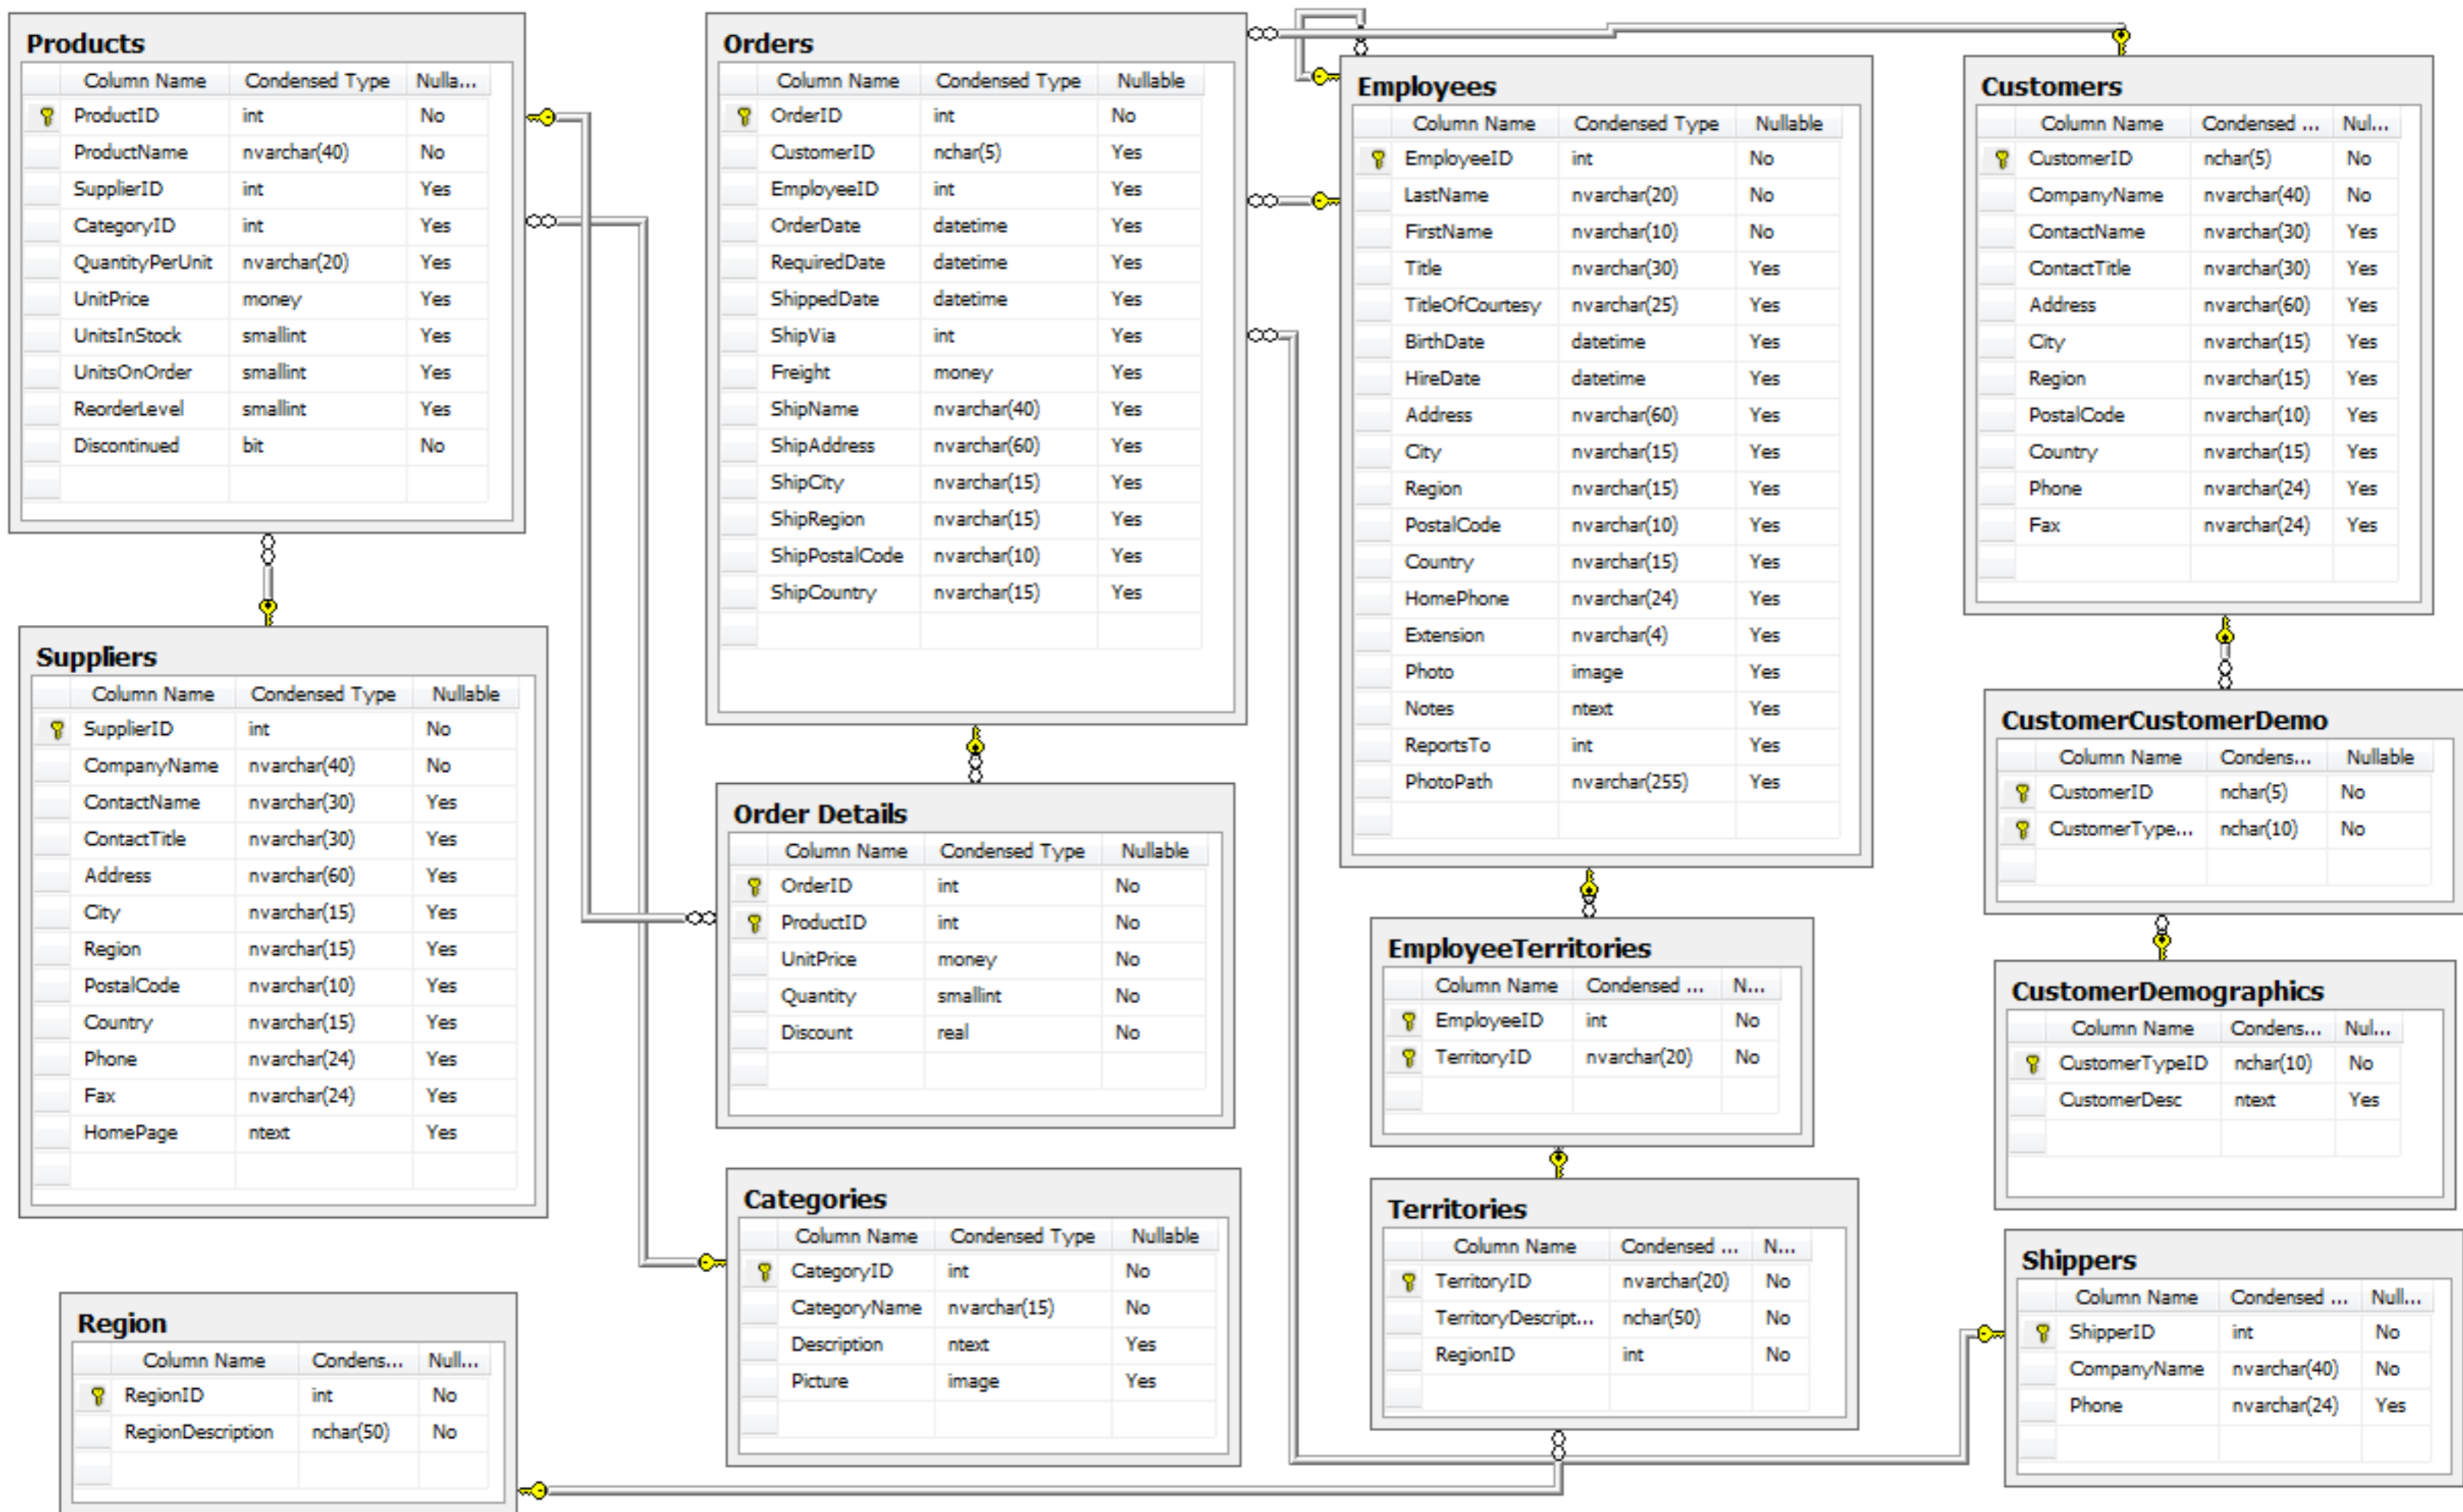 Products
Column Name Condensed Type Nulla...
ProductID int No
ProductName nvarchar(40) No
SupplierID int Yes
CategoryID int Yes
QuantityPerUnit nvarchar(20) Yes
UnitPrice money Yes
UnitsInStock smallint Yes
UnitsOnOrder smallint Yes
ReorderLevel smallint Yes
Discontinued bit No
Suppliers
Column Name Condensed Type Nullable
SupplierID int No
CompanyName nvarchar(40) No
ContactName nvarchar(30) Yes
ContactTitle nvarchar(30) Yes
Address nvarchar(60) Yes
City nvarchar(15) Yes
Region nvarchar(15) Yes
PostalCode nvarchar(10) Yes
Country nvarchar(15) Yes
Phone nvarchar(24) Yes
Fax nvarchar(24) Yes
HomePage ntext Yes
Region
Column Name Condens... Null...
RegionID int No
RegionDescription nchar(50) No
Orders
Column Name Condensed Type Nullable
OrderID int No
CustomerID nchar(5) Yes
EmployeeID int Yes
OrderDate datetime Yes
RequiredDate datetime Yes
ShippedDate datetime Yes
ShipVia int Yes
Freight money Yes
ShipName nvarchar(40) Yes
ShipAddress nvarchar(60) Yes
ShipCity nvarchar(15) Yes
ShipRegion nvarchar(15) Yes
ShipPostalCode nvarchar(10) Yes
ShipCountry nvarchar(15) Yes
Order Details
Column Name Condensed Type Nullable
OrderID int No
ProductID int No
UnitPrice money No
Quantity smallint No
Discount real No
Categories
Column Name Condensed Type Nullable
CategoryID int No
CategoryName nvarchar(15) No
Description ntext Yes
Picture image Yes
Employees
Column Name Condensed Type Nullable
EmployeeID int No
LastName nvarchar(20) No
FirstName nvarchar(10) No
Title nvarchar(30) Yes
TitleOfCourtesy nvarchar(25) Yes
BirthDate datetime Yes
HireDate datetime Yes
Address nvarchar(60) Yes
City nvarchar(15) Yes
Region nvarchar(15) Yes
PostalCode nvarchar(10) Yes
Country nvarchar(15) Yes
HomePhone nvarchar(24) Yes
Extension nvarchar(4) Yes
Photo image Yes
Notes ntext Yes
ReportsTo int Yes
PhotoPath nvarchar(255) Yes
EmployeeTerritories
Column Name Condensed ... N...
EmployeeID int No
TerritoryID nvarchar(20) No
Territories
Column Name Condensed ... N...
TerritoryID nvarchar(20) No
TerritoryDescript... nchar(50) No
RegionID int No
Customers
Column Name Condensed ... Nul...
CustomerID nchar(5) No
CompanyName nvarchar(40) No
ContactName nvarchar(30) Yes
ContactTitle nvarchar(30) Yes
Address nvarchar(60) Yes
City nvarchar(15) Yes
Region nvarchar(15) Yes
PostalCode nvarchar(10) Yes
Country nvarchar(15) Yes
Phone nvarchar(24) Yes
Fax nvarchar(24) Yes
CustomerCustomerDemo
Column Name Condens... Nullable
CustomerID nchar(5) No
CustomerType... nchar(10) No
CustomerDemographics
Column Name Condens... Nul...
CustomerTypeID nchar(10) No
CustomerDesc ntext Yes
Shippers
Column Name Condensed ... Null...
ShipperID int No
CompanyName nvarchar(40) No
Phone nvarchar(24) Yes